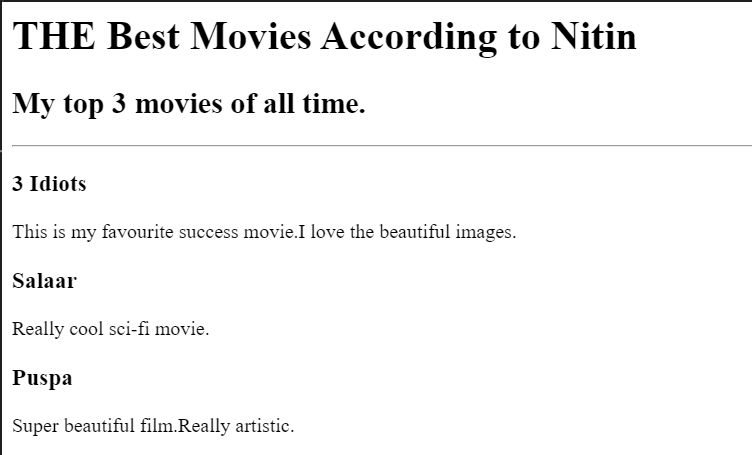 THE Best Movies According to Nitin
My top 3 movies of all time.
3 Idiots
This is my favourite success movie.I love the beautiful images.
Salaar
Really cool sci-fi movie.
Puspa
Super beautiful film.Really artistic.